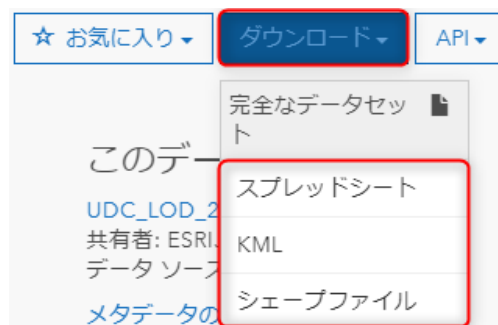 ☆ お気に入り▾ ダウンロード▾ API▾
完全なデータセッ
ト
このデー
スプレッドシート
UDC_LOD_2
共有者: ESRI
KML
データ ソース
シェープファイル
メタデータの